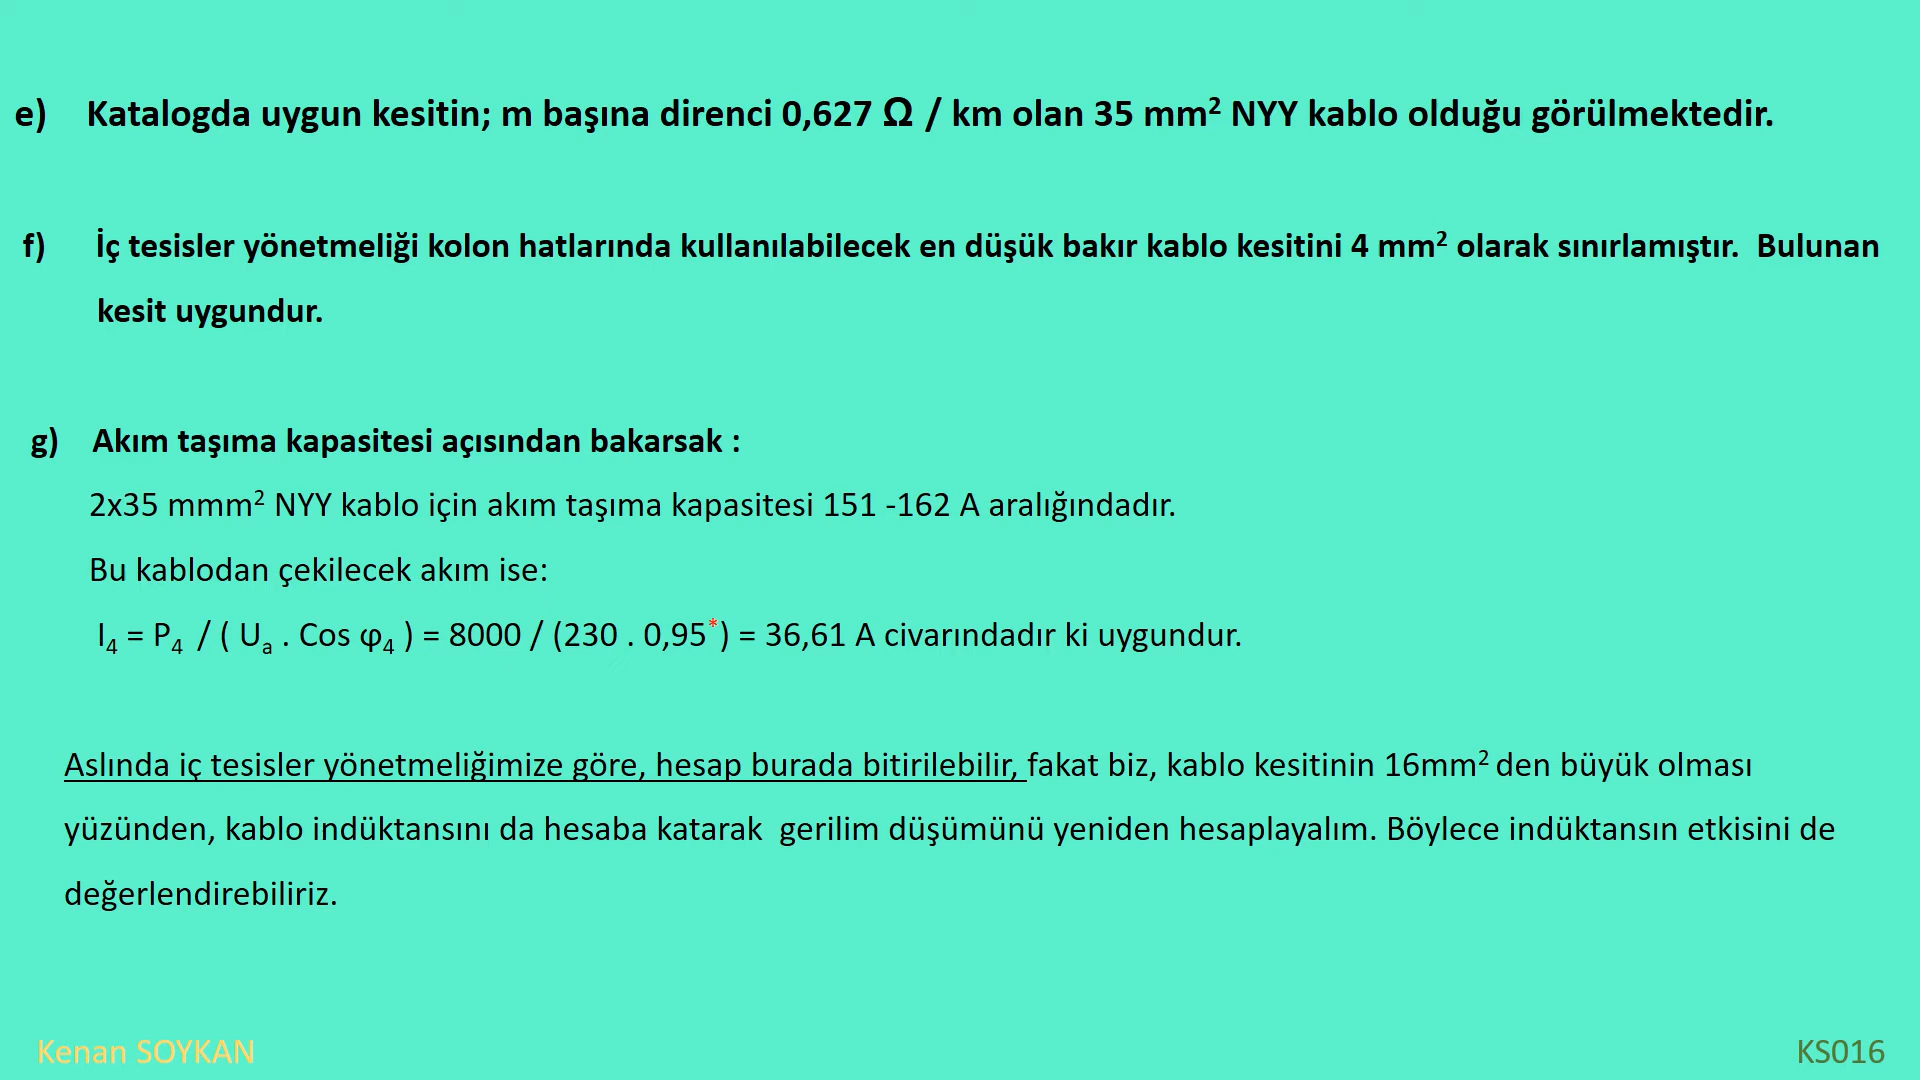 e) Katalogda uygun kesitin; m başına direnci 0,627 Ω / km olan 35 mm² NYY kablo olduğu görülmektedir.
f) İç tesisler yönetmeliği kolon hatlarında kullanılabilecek en düşük bakır kablo kesitini 4 mm² olarak sınırlamıştır. Bulunan
kesit uygundur.
g) Akım taşıma kapasitesi açısından bakarsak :
2x35 mmm² NYY kablo için akım taşıma kapasitesi 151 -162 A aralığındadır.
Bu kablodan çekilecek akım ise:
I₄ = P₄ / ( Uₐ . Cos φ₄ ) = 8000 / (230 . 0,95*) = 36,61 A civarındadır ki uygundur.
Aslında iç tesisler yönetmeliğimize göre, hesap burada bitirilebilir, fakat biz, kablo kesitinin 16mm² den büyük olması
yüzünden, kablo indüktansını da hesaba katarak gerilim düşümünü yeniden hesaplayalım. Böylece indüktansın etkisini de
değerlendirebiliriz.
Kenan SOYKAN
KS016